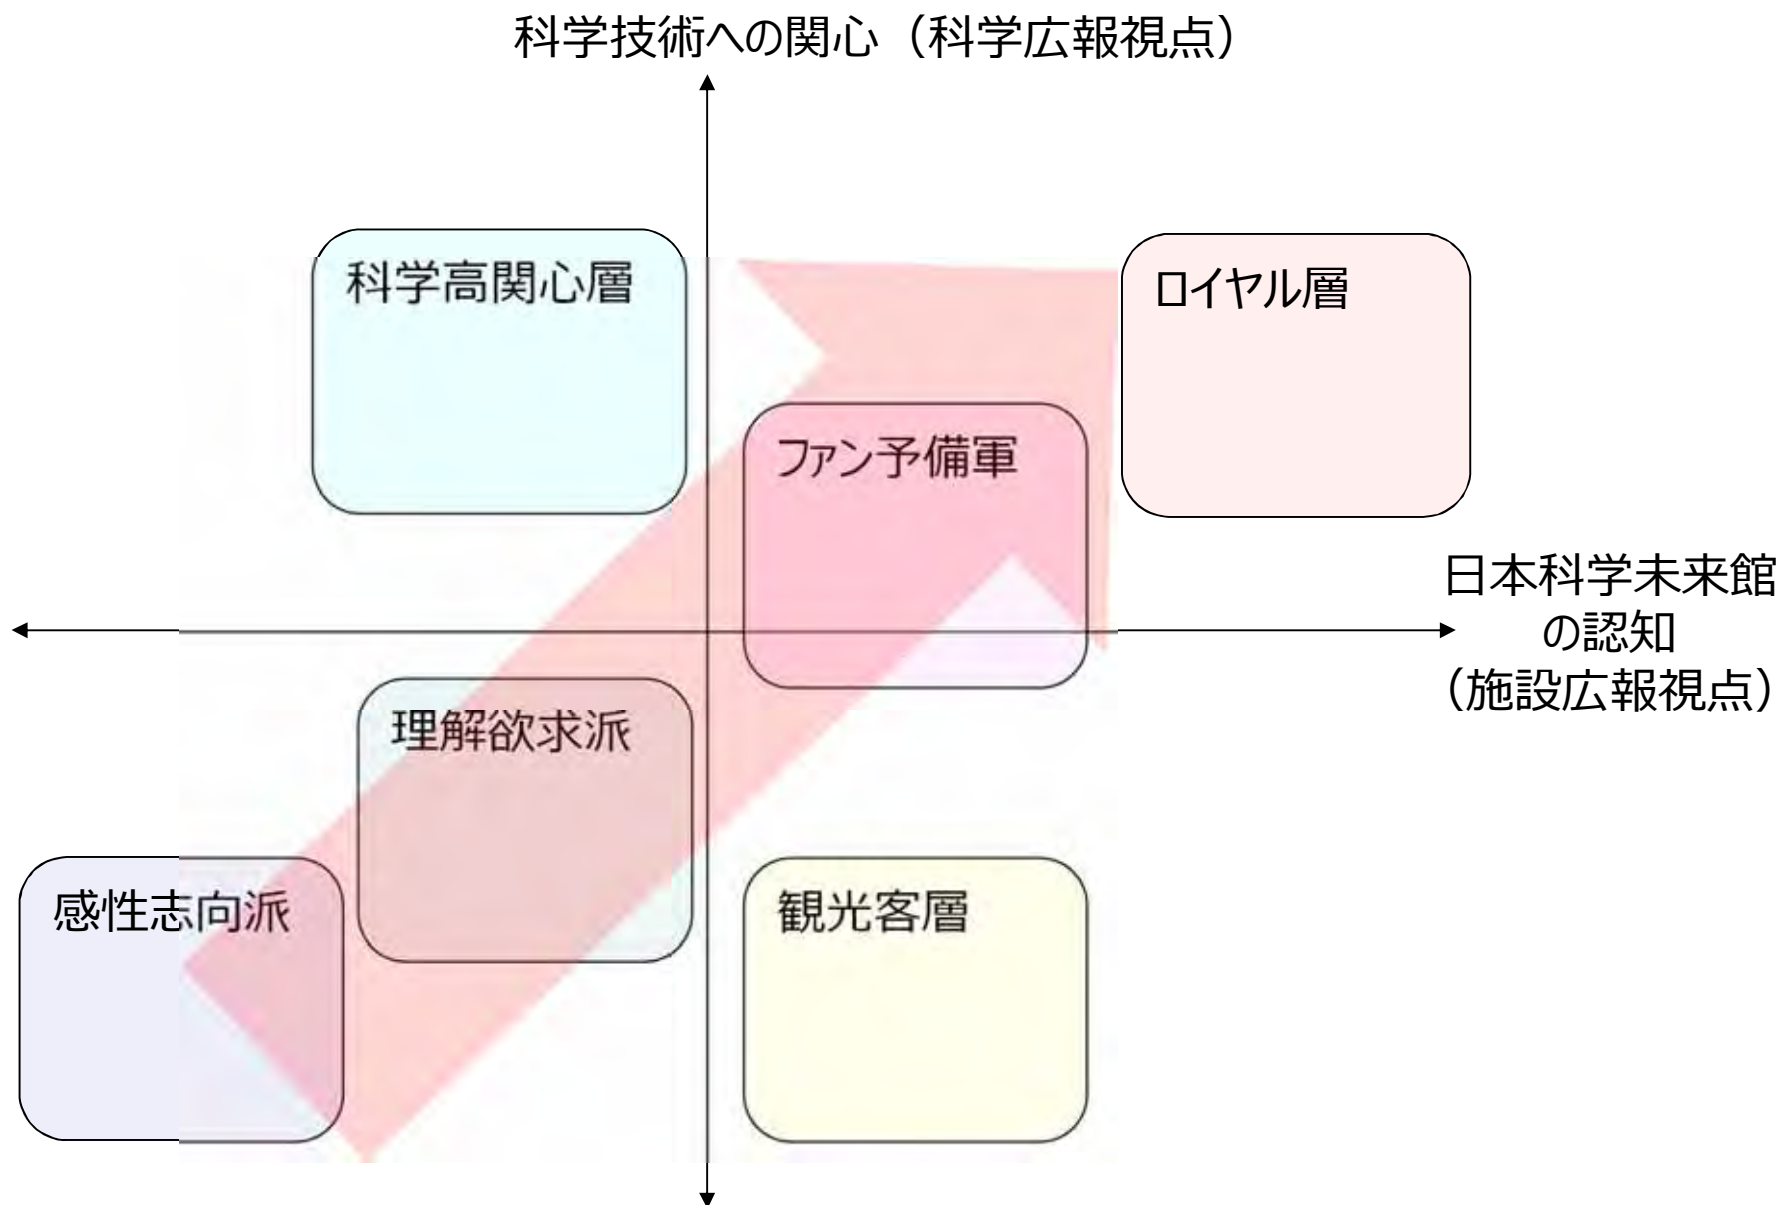 科学技術への関心（科学広報視点）
科学高関心層
ロイヤル層
ファン予備軍
日本科学未来館
の認知
（施設広報視点）
理解欲求派
感性志向派
観光客層